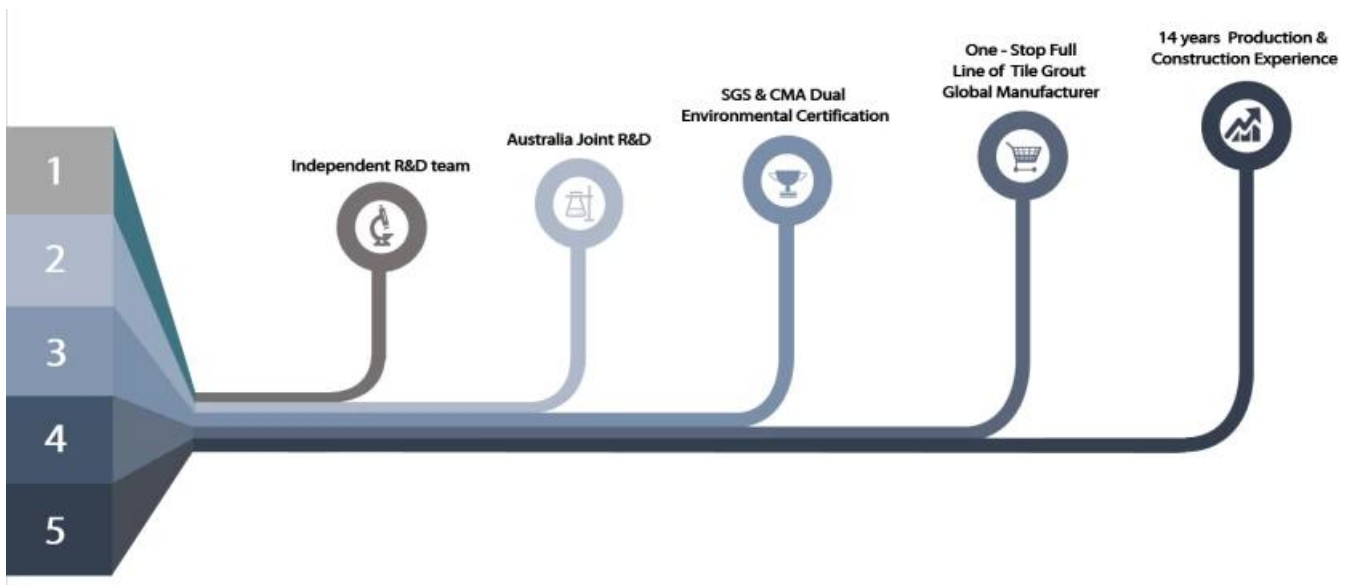 1
2
3
4
5
Independent R&D team
Australia Joint R&D
SGS & CMA Dual
Environmental Certification
One - Stop Full
Line of Tile Grout
Global Manufacturer
14 years Production &
Construction Experience